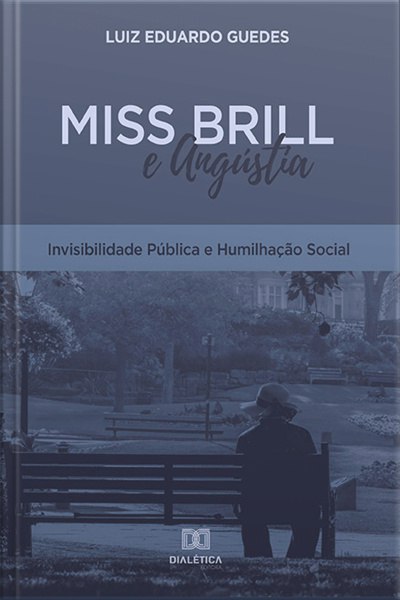 LUIZ EDUARDO GUEDES
MISS BRILL
e Angústia
Invisibilidade Pública e Humilhação Social
DIALÉTICA
EDITORA